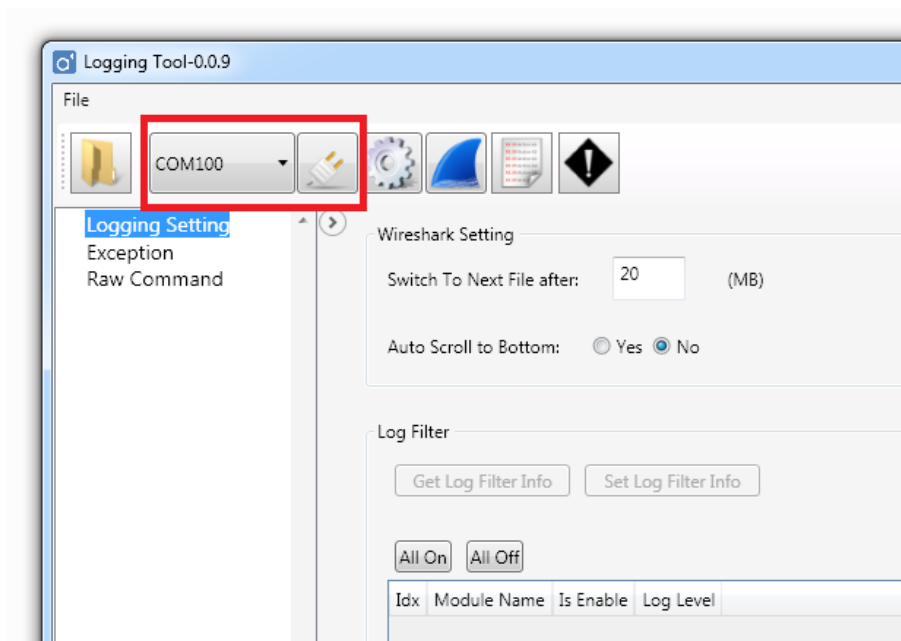 Logging Tool-0.0.9
File
COM100
Logging Setting
Exception
Raw Command
Wireshark Setting
Switch To Next File after: 20 (MB)
Auto Scroll to Bottom: Yes No
Log Filter
Get Log Filter Info Set Log Filter Info
All On All Off
Idx Module Name Is Enable Log Level